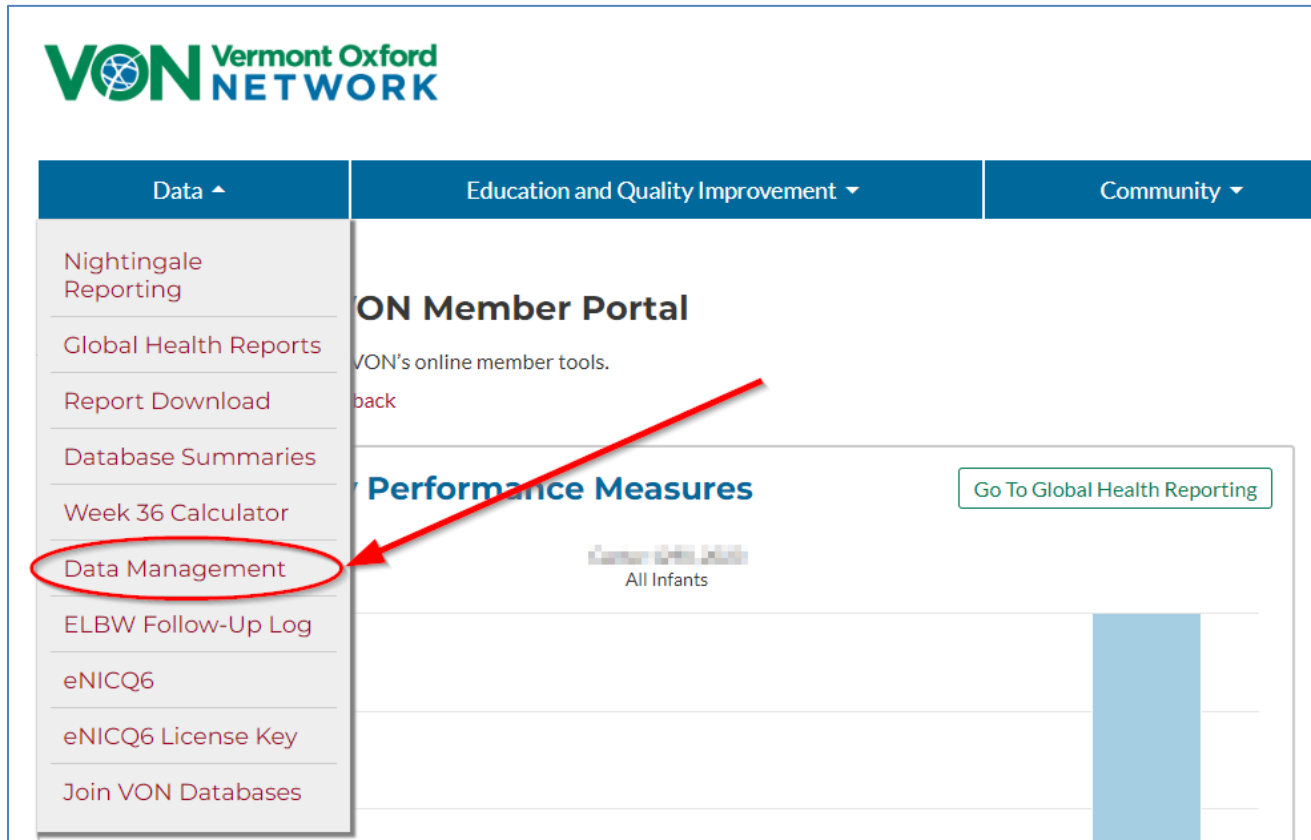 VON Vermont Oxford
NETWORK
Data
Education and Quality Improvement
Community
Nightingale
Reporting
Global Health Reports
Report Download
Database Summaries
Week 36 Calculator
Data Management
ELBW Follow-Up Log
eNICQ6
eNICQ6 License Key
Join VON Databases
VON Member Portal
VON's online member tools.
back
Performance Measures
Go To Global Health Reporting
All Infants